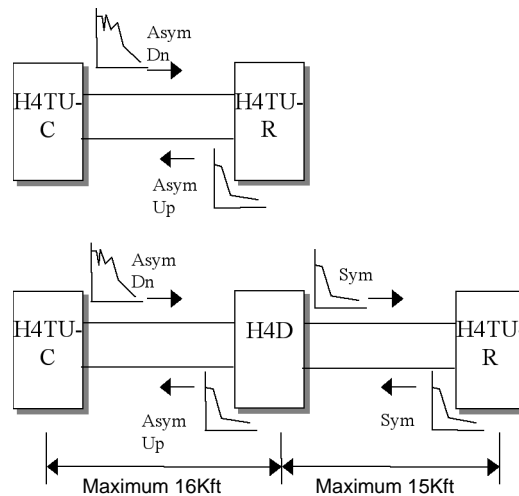 Asym
Dn
H4TU-
C
H4TU-
R
Asym
Up
Asym
Dn
Sym
H4TU-
C
H4D
H4TU-
R
Asym
Up
Sym
Maximum 16Kft
Maximum 15Kft